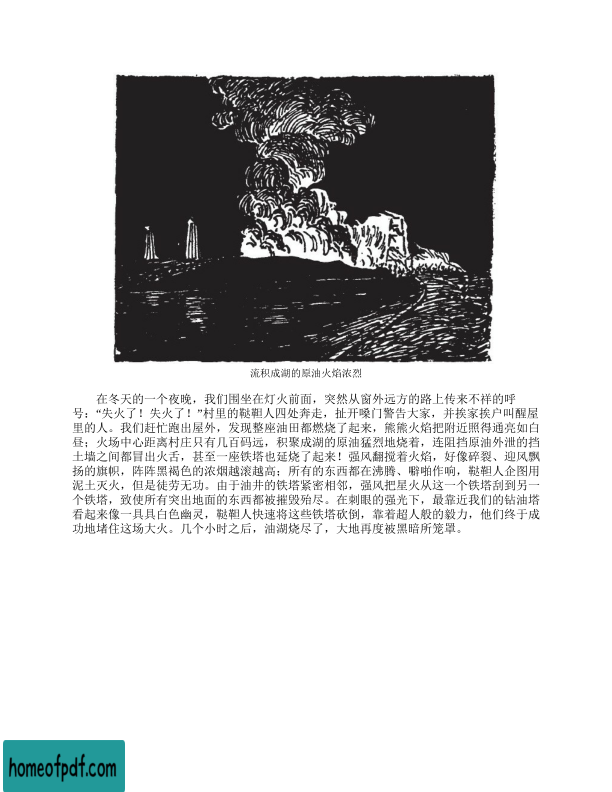 流积成湖的原油火焰浓烈
在冬天的一个夜晚，我们围坐在灯火前面，突然从窗外远方的路上传来不祥的呼
号：“失火了！失火了！”村里的鞑靼人四处奔走，扯开嗓门警告大家，并挨家挨户叫醒屋
里的人。我们赶忙跑出屋外，发现整座油田都燃烧了起来，熊熊火焰把附近照得通亮如白
昼；火场中心距离村庄只有几百码远，积聚成湖的原油猛烈地烧着，连阻挡原油外泄的挡
土墙之间都冒出火舌，甚至一座铁塔也延烧了起来！强风翻搅着火焰，好像碎裂、迎风飘
扬的旗帜，阵阵黑褐色的浓烟越滚越高；所有的东西都在沸腾、噼啪作响，鞑靼人企图用
泥土灭火，但是徒劳无功。由于油井的铁塔紧密相邻，强风把星火从这一个铁塔刮到另一
个铁塔，致使所有突出地面的东西都被摧毁殆尽。在刺眼的强光下，最靠近我们的钻油塔
看起来像一具具白色幽灵，鞑靼人快速将这些铁塔砍倒，靠着超人般的毅力，他们终于成
功地堵住这场大火。几个小时之后，油湖烧尽了，大地再度被黑暗所笼罩。
homeofpdf.com